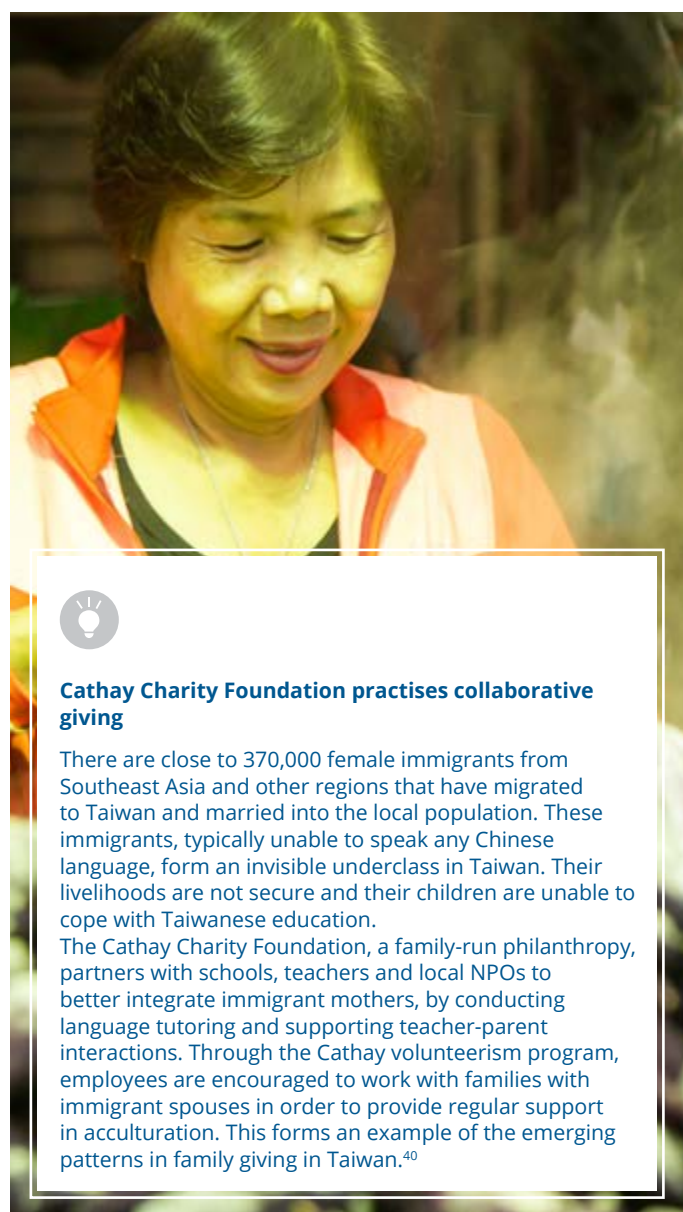 Cathay Charity Foundation practises collaborative
giving
There are close to 370,000 female immigrants from
Southeast Asia and other regions that have migrated
to Taiwan and married into the local population. These
immigrants, typically unable to speak any Chinese
language, form an invisible underclass in Taiwan. Their
livelihoods are not secure and their children are unable to
cope with Taiwanese education.
The Cathay Charity Foundation, a family-run philanthropy,
partners with schools, teachers and local NPOs to
better integrate immigrant mothers, by conducting
language tutoring and supporting teacher-parent
interactions. Through the Cathay volunteerism program,
employees are encouraged to work with families with
immigrant spouses in order to provide regular support
in acculturation. This forms an example of the emerging
patterns in family giving in Taiwan.⁴⁰